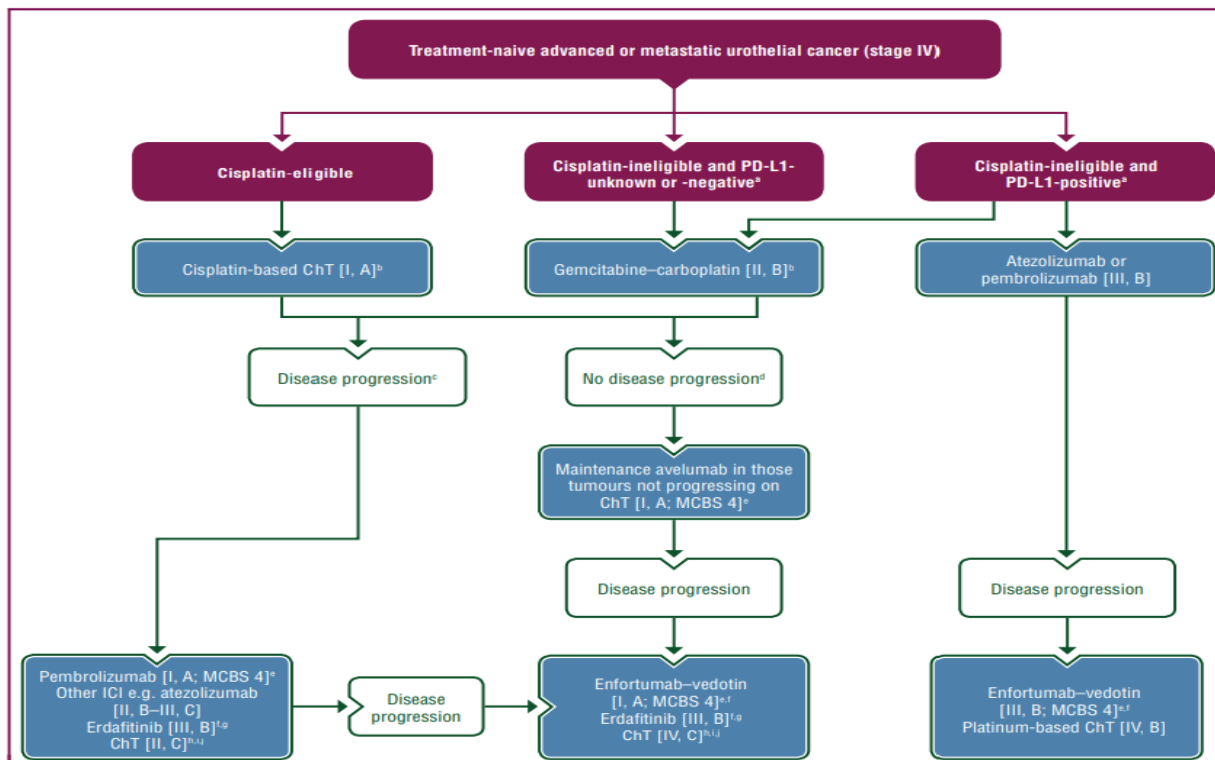 Treatment-naive advanced or metastatic urothelial cancer (stage IV)
Cisplatin-eligible
Cisplatin-ineligible and PD-L1-
unknown or -negativeᵃ
Cisplatin-ineligible and
PD-L1-positiveᵃ
Cisplatin-based ChT [I, A]ᵇ
Gemcitabine–carboplatin [II, B]ᵇ
Atezolizumab or
pembrolizumab [III, B]
Disease progressionᶜ
No disease progressionᵈ
Maintenance avelumab in those
tumours not progressing on
ChT [I, A; MCBS 4]ᵉ
Disease progression
Disease progression
Pembrolizumab [I, A; MCBS 4]ᵉ
Other ICI e.g. atezolizumab
[II, B–III, C]
Erdafitinib [III, B]ᶠ,ᵍ
ChT [II, C]ʰ,ⁱ,ʲ
Disease
progression
Enfortumab–vedotin
[I, A; MCBS 4]ᵉ,ᶠ
Erdafitinib [III, B]ᶠ,ᵍ
ChT [IV, C]ʰ,ⁱ,ʲ
Enfortumab–vedotin
[III, B; MCBS 4]ᵉ,ᶠ
Platinum-based ChT [IV, B]